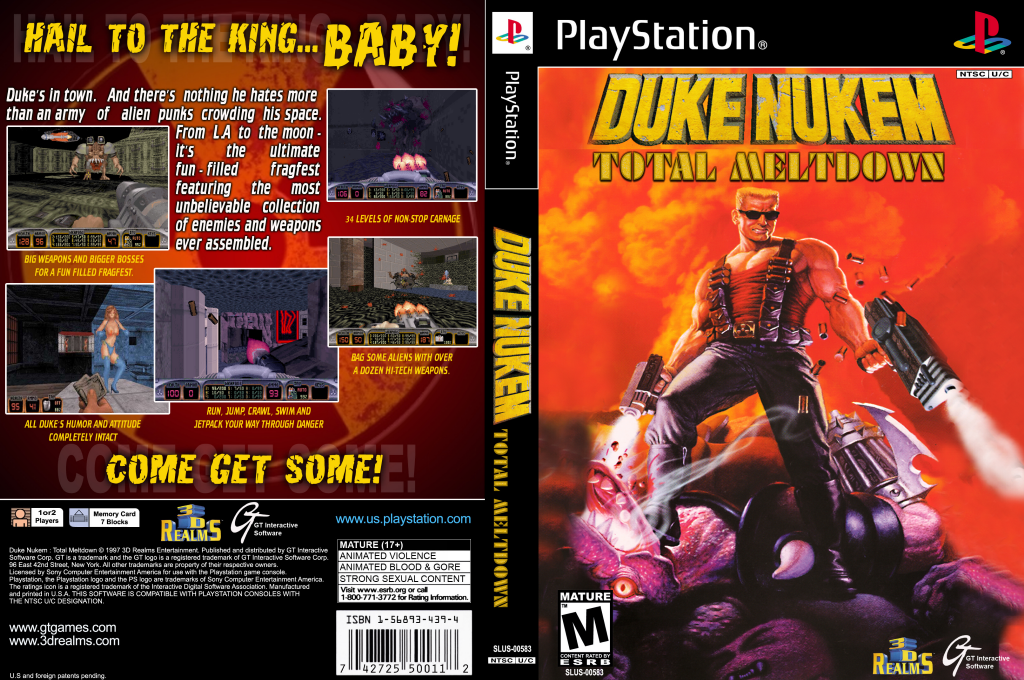 HAIL TO THE KING... BABY!
Duke's in town. And there's nothing he hates more
than an army of alien punks crowding his space.
From L.A to the moon -
it's the ultimate
fun - filled fragfest
featuring the most
unbelievable collection
of enemies and weapons
ever assembled.
34 LEVELS OF NON-STOP CARNAGE
BIG WEAPONS AND BIGGER BOSSES
FOR A FUN FILLED FRAGFEST.
BAG SOME ALIENS WITH OVER
A DOZEN HI-TECH WEAPONS.
RUN, JUMP, CRAWL, SWIM AND
JETPACK YOUR WAY THROUGH DANGER
ALL DUKE'S HUMOR AND ATTITUDE
COMPLETELY INTACT
COME GET SOME!
1or2
Players
Memory Card
7 Blocks
3D
REALMS
GT Interactive
Software
www.us.playstation.com
Duke Nukem : Total Meltdown © 1997 3D Realms Entertainment. Published and distributed by GT Interactive
Software Corp. GT is a trademark and the GT logo is a registered trademark of GT Interactive Software Corp.
96 East 42nd Street, New York. All other trademarks are property of their respective owners.
Licensed by Sony Computer Entertainment America for use with the Playstation game console.
Playstation, the Playstation logo and the PS logo are trademarks of Sony Computer Entertainment America.
The ratings icon is a registered trademark of the Interactive Digital Software Association. Manufactured
and printed in U.S.A. THIS SOFTWARE IS COMPATIBLE WITH PLAYSTATION CONSOLES WITH
THE NTSC U/C DESIGNATION.
www.gtgames.com
www.3drealms.com
U.S and foreign patents pending.
MATURE (17+)
ANIMATED VIOLENCE
ANIMATED BLOOD & GORE
STRONG SEXUAL CONTENT
Visit www.esrb.org or call
1-800-771-3772 for Rating Information.
ISBN 1-56893-439-4
7 42725 50011 2
PlayStation®
DUKE NUKEM
TOTAL MELTDOWN
SLUS-00583
NTSC U/C
PlayStation®
NTSC U/C
DUKE NUKEM
TOTAL MELTDOWN
MATURE
TM
M
CONTENT RATED BY
ESRB
SLUS-00583
3D
REALMS
GT Interactive
Software